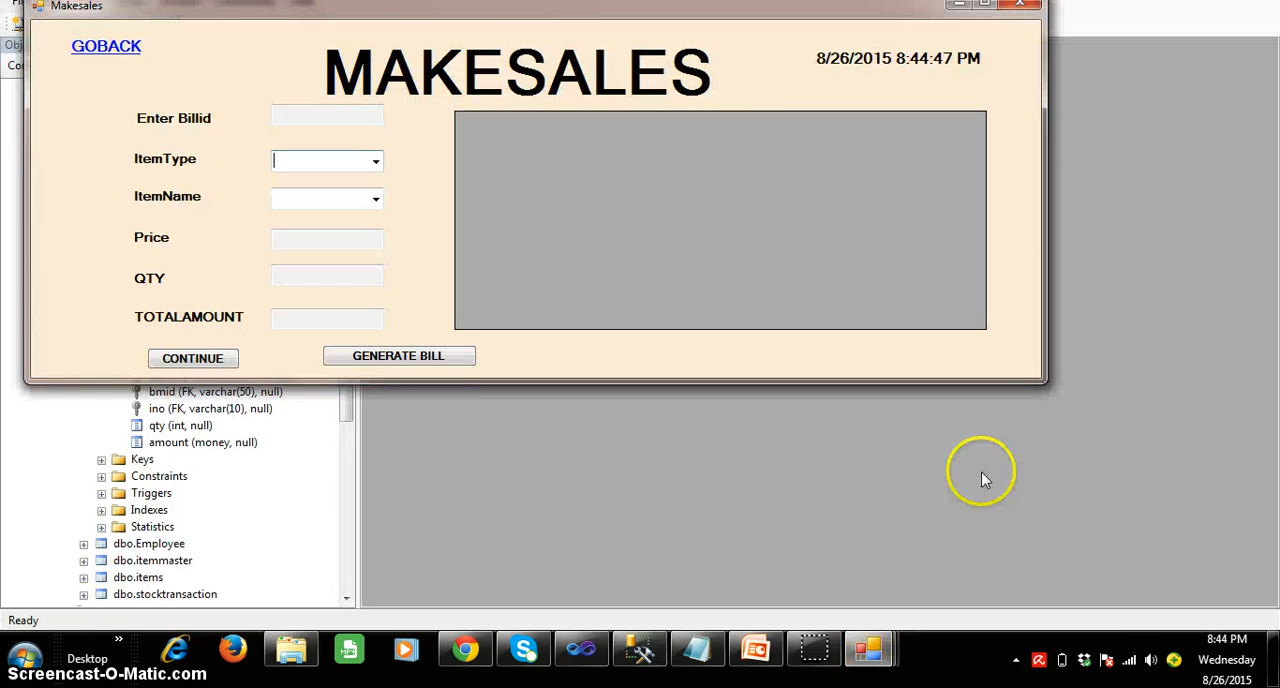 Makesales
GOBACK
MAKESALES
8/26/2015 8:44:47 PM
Enter Billid
ItemType
ItemName
Price
QTY
TOTALAMOUNT
CONTINUE
GENERATE BILL
bmid (FK, varchar(50), null)
ino (FK, varchar(10), null)
qty (int, null)
amount (money, null)
Keys
Constraints
Triggers
Indexes
Statistics
dbo.Employee
dbo.itemmaster
dbo.items
dbo.stocktransaction
Ready
Desktop
8:44 PM
Wednesday
8/26/2015
Screencast-O-Matic.com